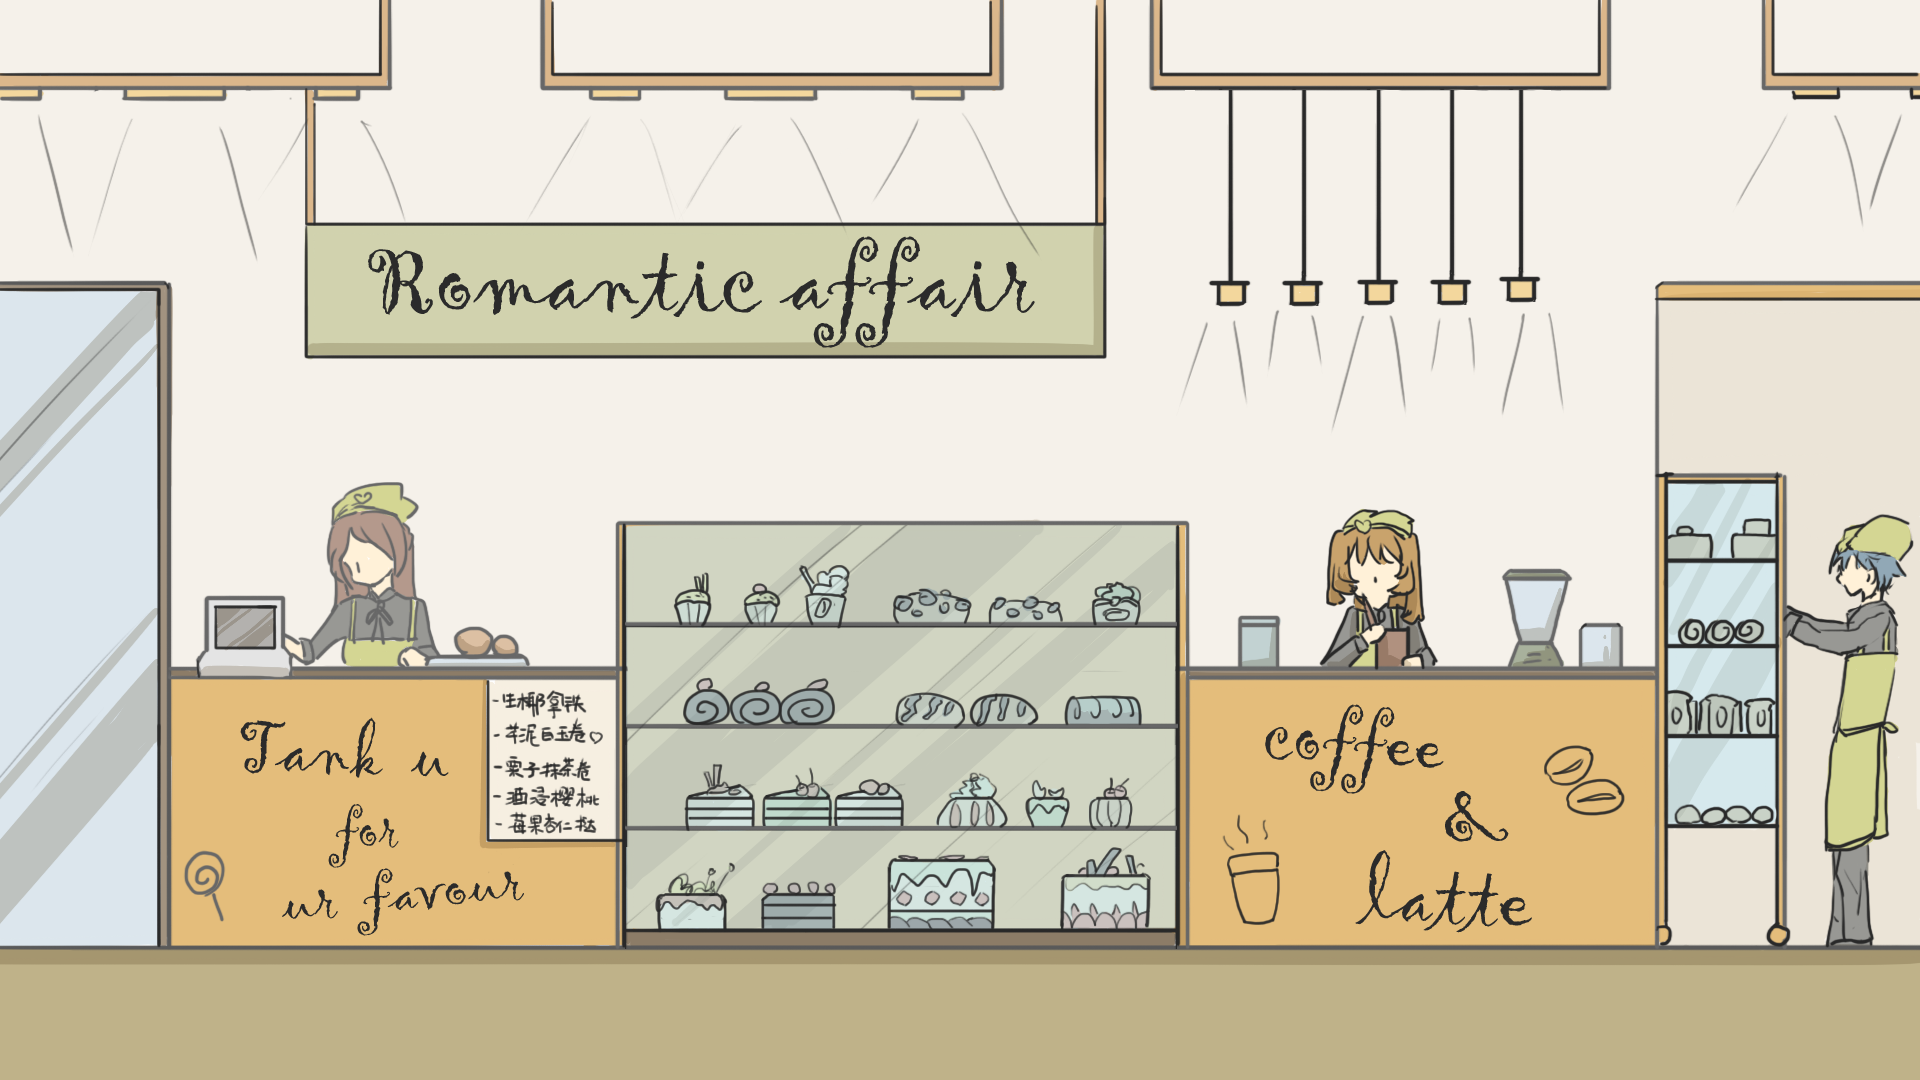 Romantic affair
Tank u
for
ur favour
-生椰拿铁
-芋泥白玉卷♡
-栗子抹茶卷
-酒浸樱桃
-莓果杏仁挞
coffee
&
latte